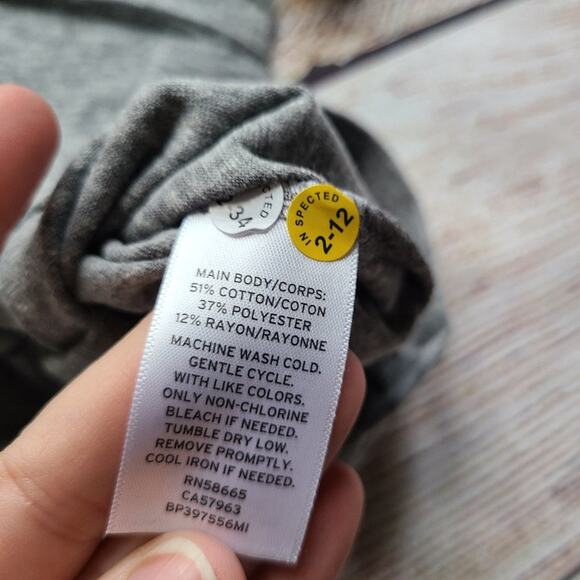 INSPECTED
2-12
34
MAIN BODY/CORPS:
51% COTTON/COTON
37% POLYESTER
12% RAYON/RAYONNE
MACHINE WASH COLD.
GENTLE CYCLE.
WITH LIKE COLORS.
ONLY NON-CHLORINE
BLEACH IF NEEDED.
TUMBLE DRY LOW.
REMOVE PROMPTLY.
COOL IRON IF NEEDED.
RN58665
CA57963
BP397556MI